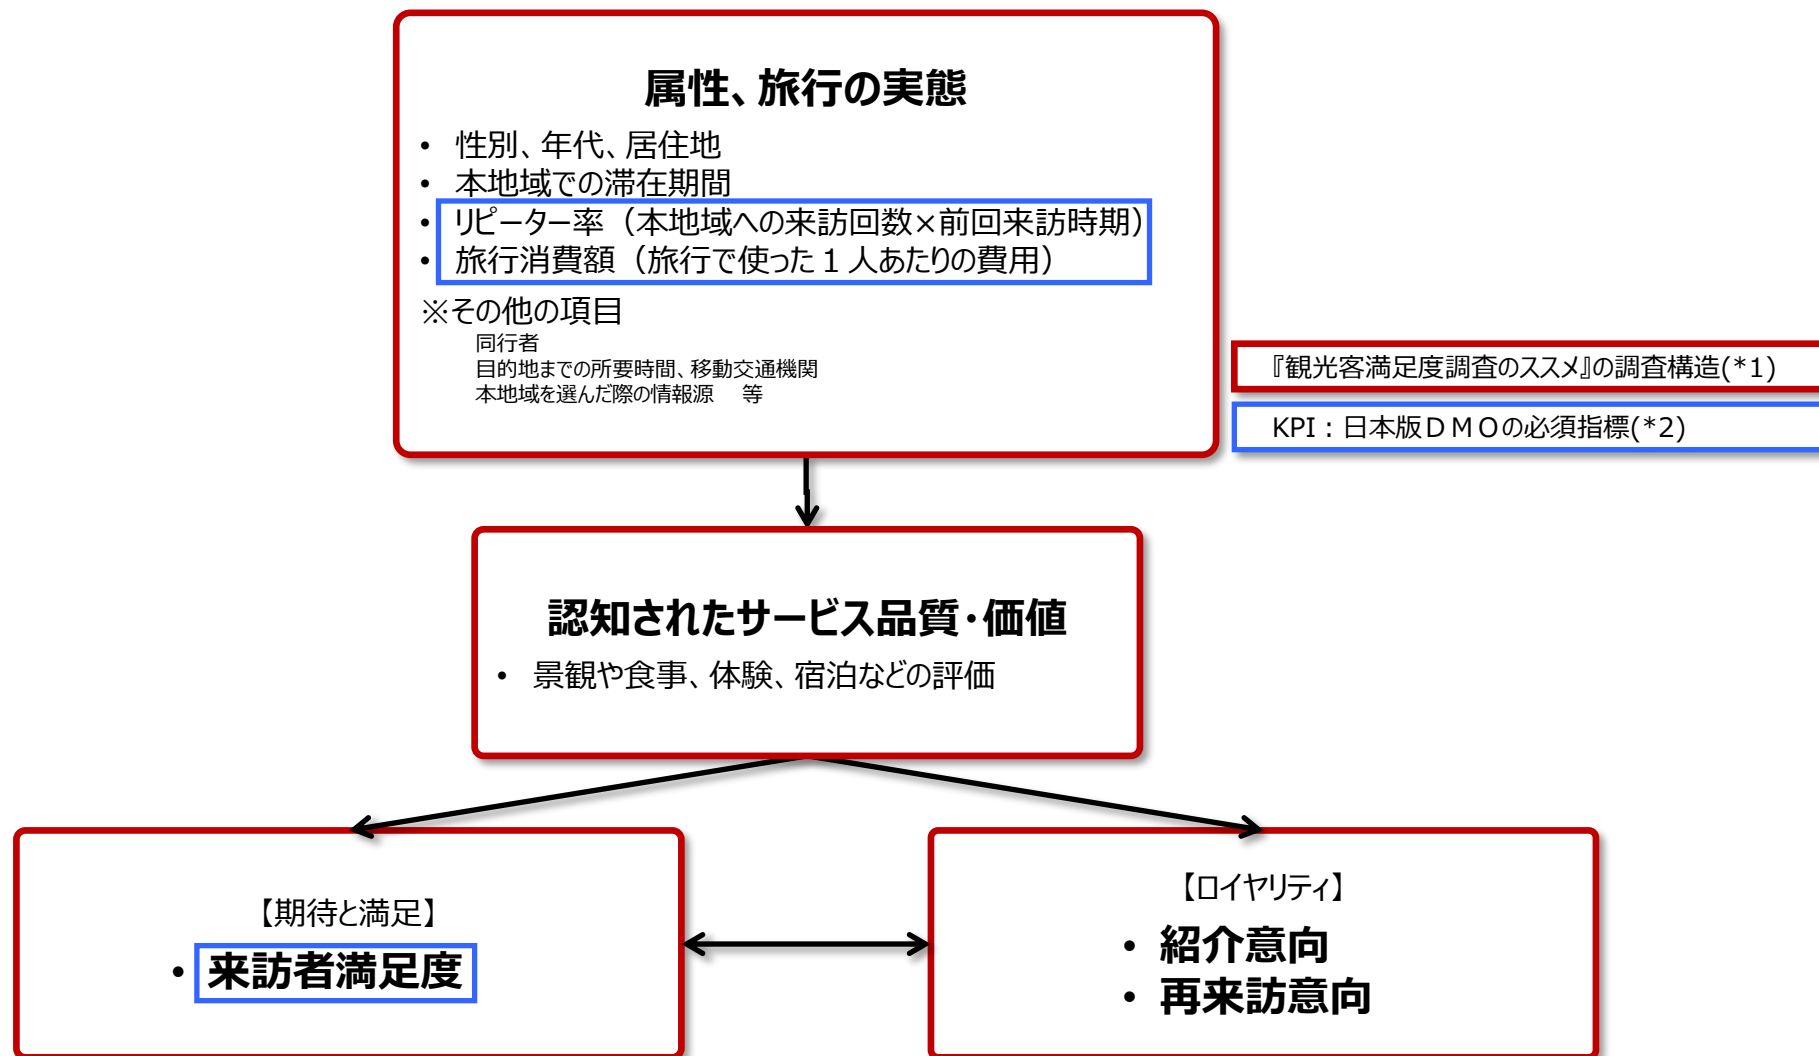 属性、旅行の実態
• 性別、年代、居住地
• 本地域での滞在期間
• リピーター率（本地域への来訪回数×前回来訪時期）
• 旅行消費額（旅行で使った１人あたりの費用）
※その他の項目
同行者
目的地までの所要時間、移動交通機関
本地域を選んだ際の情報源　等
『観光客満足度調査のススメ』の調査構造(*1)
KPI：日本版ＤＭＯの必須指標(*2)
認知されたサービス品質・価値
• 景観や食事、体験、宿泊などの評価
【期待と満足】
• 来訪者満足度
【ロイヤリティ】
• 紹介意向
• 再来訪意向